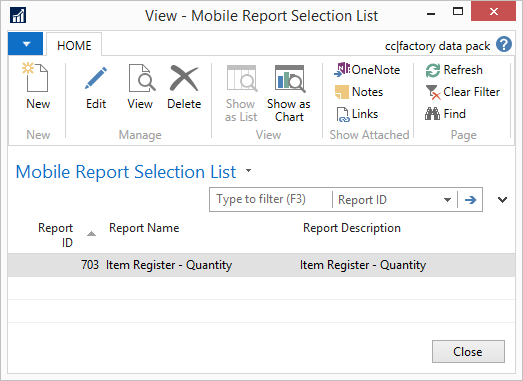 View - Mobile Report Selection List
HOME
cc|factory data pack
New
Edit
View
Delete
Show as List
Show as Chart
OneNote
Notes
Links
Refresh
Clear Filter
Find
New
Manage
View
Show Attached
Page
Mobile Report Selection List
Type to filter (F3)
Report ID
Report ID
Report Name
Report Description
703
Item Register - Quantity
Item Register - Quantity
Close